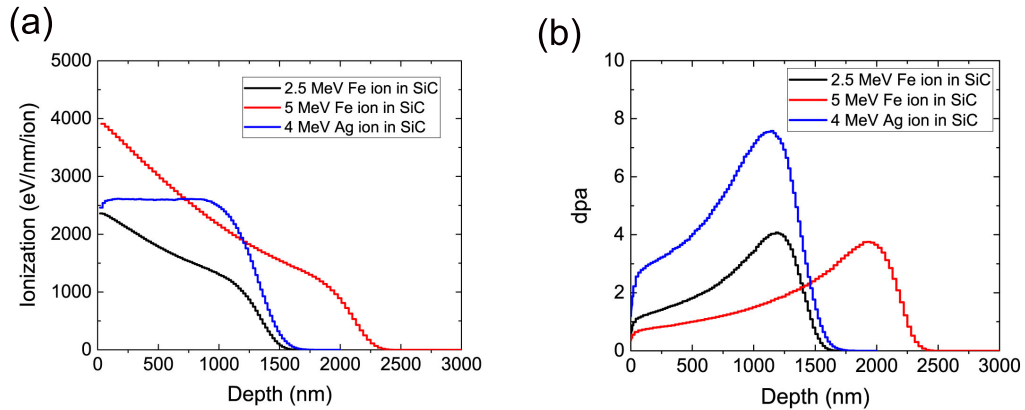 (a)
5000
4000
3000
2000
1000
0
Ionization (eV/nm/ion)
2.5 MeV Fe ion in SiC
5 MeV Fe ion in SiC
4 MeV Ag ion in SiC
0 500 1000 1500 2000 2500 3000
Depth (nm)
(b)
10
8
6
4
2
0
dpa
2.5 MeV Fe ion in SiC
5 MeV Fe ion in SiC
4 MeV Ag ion in SiC
0 500 1000 1500 2000 2500 3000
Depth (nm)